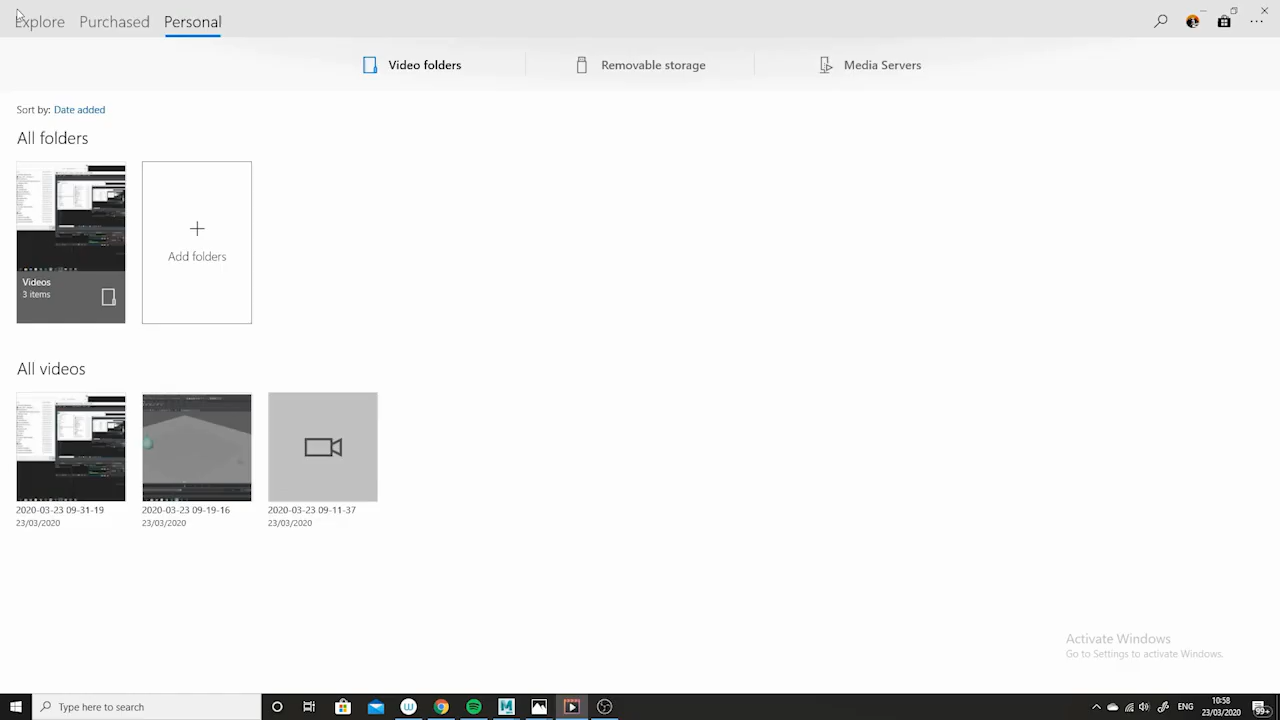 Explore Purchased Personal
Video folders Removable storage Media Servers
Sort by: Date added
All folders
Add folders
Videos
3 items
All videos
2020-03-23 09-31-19
23/03/2020
2020-03-23 09-19-16
23/03/2020
2020-03-23 09-11-37
23/03/2020
Activate Windows
Go to Settings to activate Windows.
Type here to search
ENG
10:58
23/03/2020